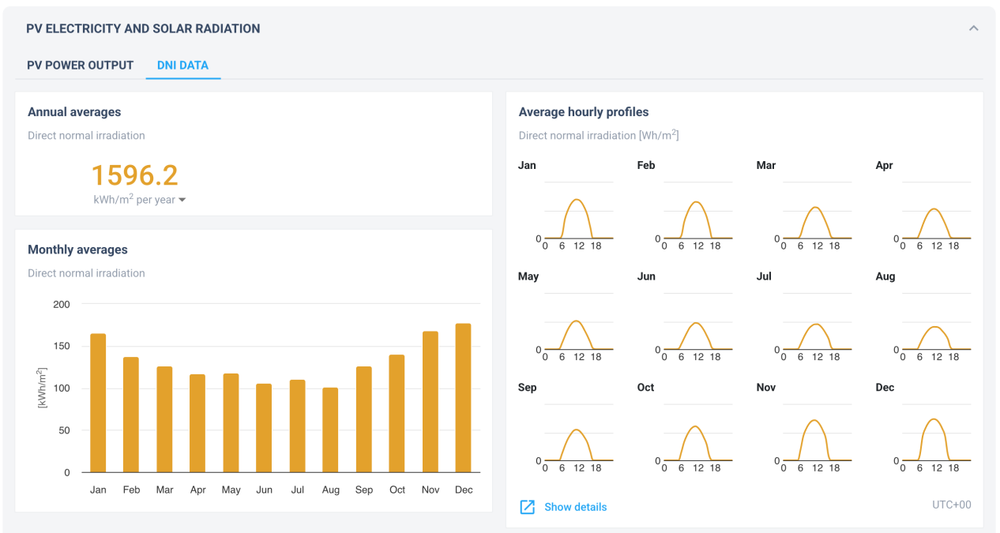 PV ELECTRICITY AND SOLAR RADIATION
PV POWER OUTPUT DNI DATA
Annual averages
Direct normal irradiation
1596.2
kWh/m² per year
Monthly averages
Direct normal irradiation
200
150
100
50
0
[kWh/m²]
Jan Feb Mar Apr May Jun Jul Aug Sep Oct Nov Dec
Average hourly profiles
Direct normal irradiation [Wh/m²]
Jan Feb Mar Apr
0 0 0 0
0 6 12 18 0 6 12 18 0 6 12 18 0 6 12 18
May Jun Jul Aug
0 0 0 0
0 6 12 18 0 6 12 18 0 6 12 18 0 6 12 18
Sep Oct Nov Dec
0 0 0 0
0 6 12 18 0 6 12 18 0 6 12 18 0 6 12 18
Show details UTC+00